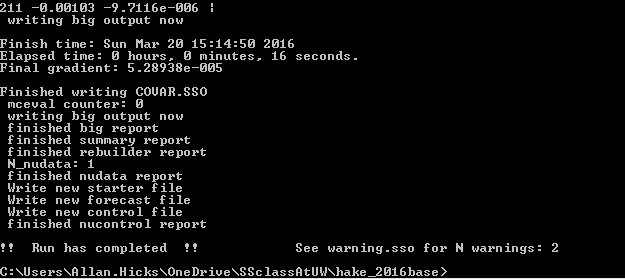 211 -0.00103 -9.7116e-006 |
writing big output now
Finish time: Sun Mar 20 15:14:50 2016
Elapsed time: 0 hours, 0 minutes, 16 seconds.
Final gradient: 5.28938e-005
Finished writing COVAR.SSO
mceval counter: 0
writing big output now
finished big report
finished summary report
finished rebuilder report
N_nudata: 1
finished nudata report
Write new starter file
Write new forecast file
Write new control file
finished nucontrol report
!!  Run has completed  !!            See warning.sso for N warnings: 2
C:\Users\Allan.Hicks\OneDrive\SSclassAtUW\hake_2016base>